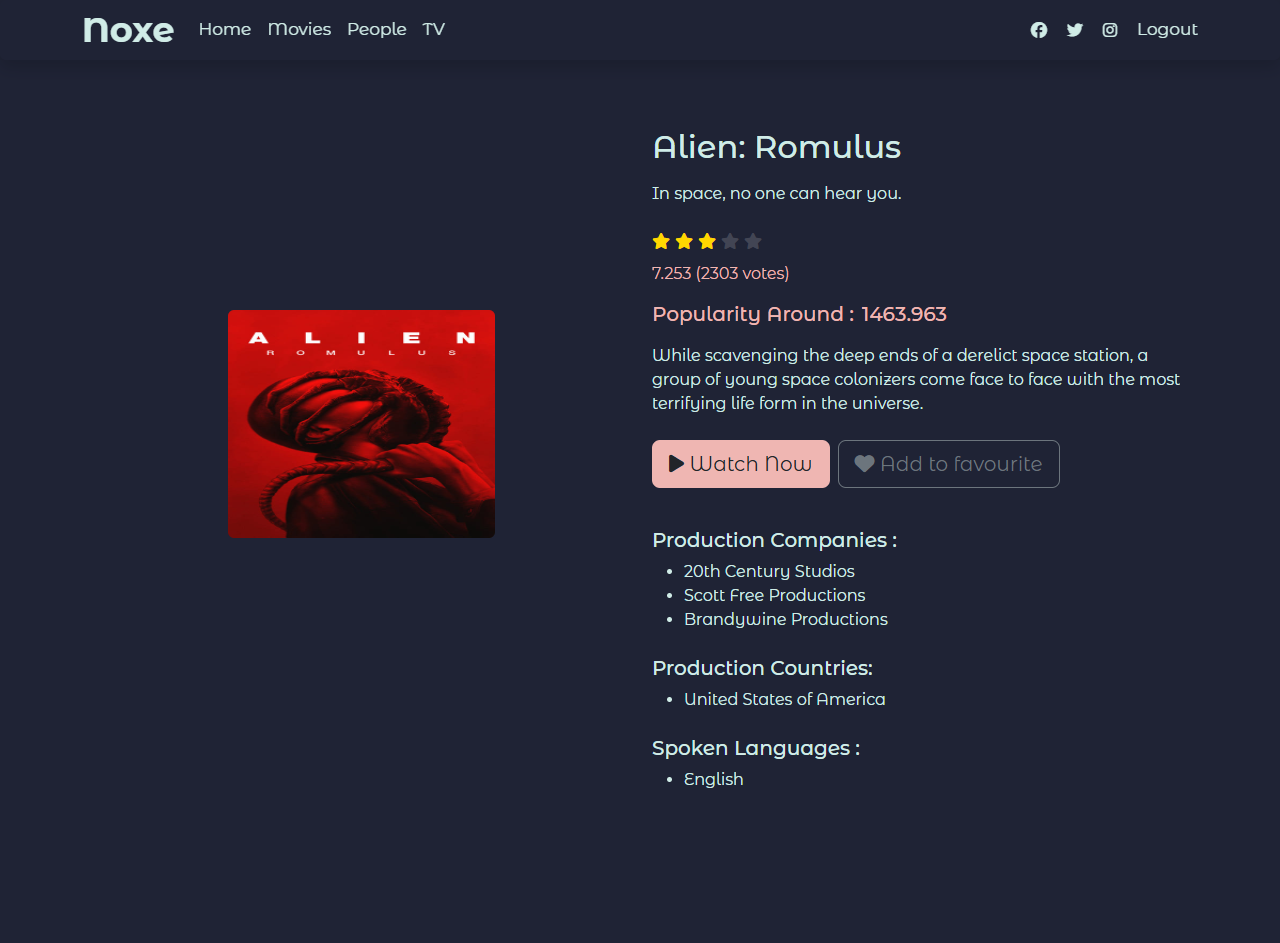 Noxe
Home Movies People TV
Logout
Alien: Romulus
In space, no one can hear you.
7.253 (2303 votes)
Popularity Around : 1463.963
While scavenging the deep ends of a derelict space station, a
group of young space colonizers come face to face with the most
terrifying life form in the universe.
Watch Now
Add to favourite
Production Companies :
20th Century Studios
Scott Free Productions
Brandywine Productions
Production Countries:
United States of America
Spoken Languages :
English
ALIEN
ROMULUS